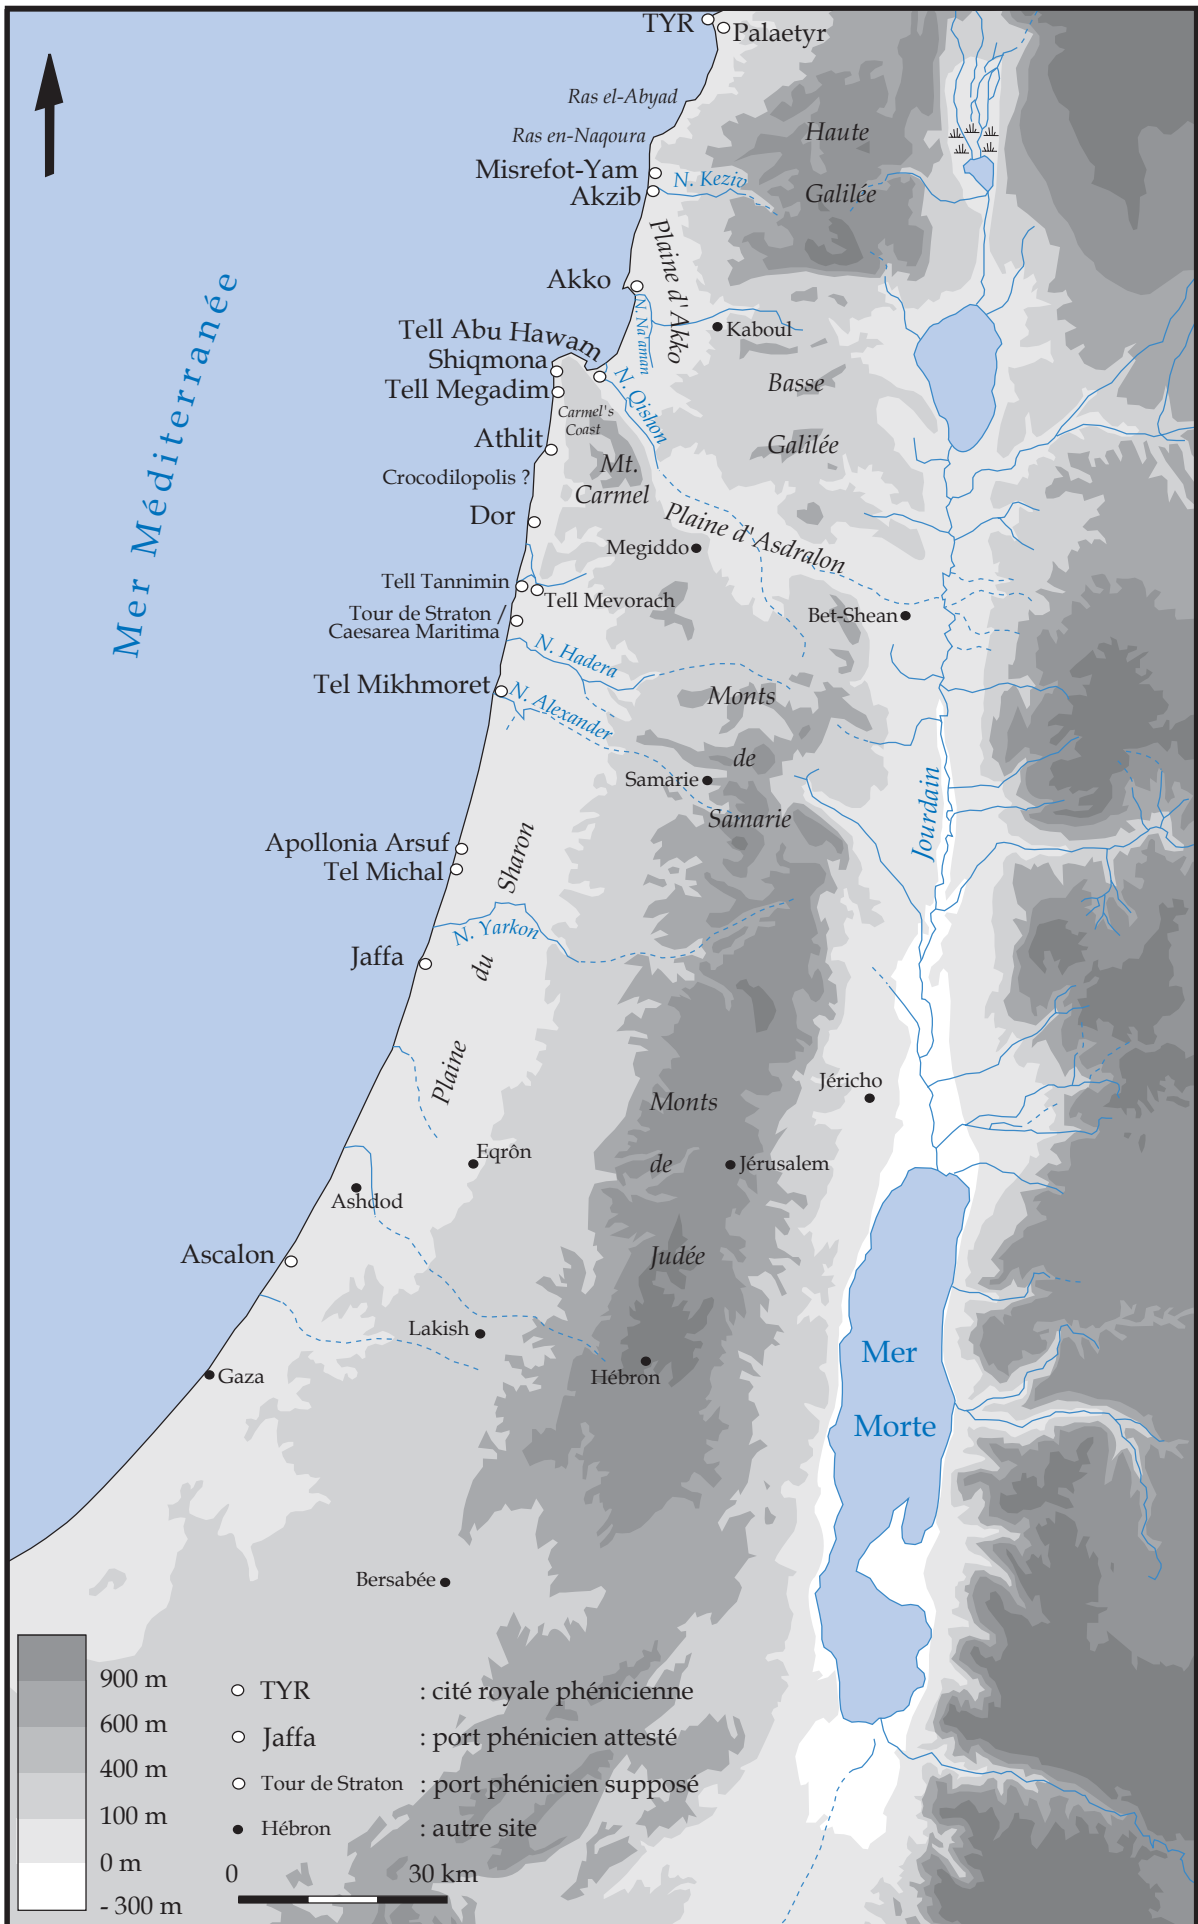 TYR
Palaetyr
Ras el-Abyad
Ras en-Naqoura
Haute
Galilée
Misrefot-Yam
Akzib
N. Keziv
Plaine d'Akko
Akko
N. Na'aman
Kaboul
Tell Abu Hawam
Shiqmona
Tell Megadim
N. Qishon
Basse
Galilée
Carmel's
Coast
Athlit
Mt.
Carmel
Crocodilopolis ?
Dor
Plaine d'Asdralon
Megiddo
Mer Méditerranée
Tell Tannimin
Tell Mevorach
Tour de Straton /
Caesarea Maritima
Bet-Shean
N. Hadera
Tel Mikhmoret
N. Alexander
Monts
de
Samarie
Samarie
Jourdain
Apollonia Arsuf
Tel Michal
Plaine
du
Sharon
N. Yarkon
Jaffa
Jéricho
Monts
de
Judée
Eqrôn
Jérusalem
Ashdod
Ascalon
Lakish
Hébron
Gaza
Mer
Morte
Bersabée
900 m
600 m
400 m
100 m
0 m
- 300 m
TYR : cité royale phénicienne
Jaffa : port phénicien attesté
Tour de Straton : port phénicien supposé
Hébron : autre site
0 30 km